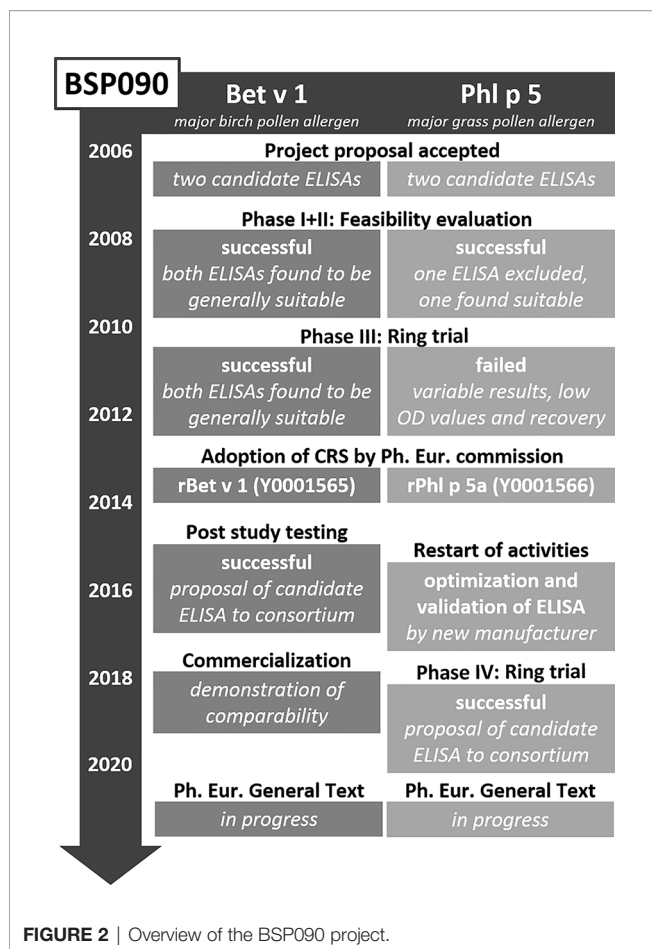 BSP090
Bet v 1
major birch pollen allergen
Phl p 5
major grass pollen allergen
2006
Project proposal accepted
two candidate ELISAs
two candidate ELISAs
Phase I+II: Feasibility evaluation
2008
successful
both ELISAs found to be
generally suitable
successful
one ELISA excluded,
one found suitable
2010
Phase III: Ring trial
successful
both ELISAs found to be
generally suitable
failed
variable results, low
OD values and recovery
2012
Adoption of CRS by Ph. Eur. commission
rBet v 1 (Y0001565)
rPhl p 5a (Y0001566)
2014
Post study testing
successful
proposal of candidate
ELISA to consortium
Restart of activities
optimization and
validation of ELISA
by new manufacturer
2016
Commercialization
demonstration of
comparability
2018
Phase IV: Ring trial
successful
proposal of candidate
ELISA to consortium
2020
Ph. Eur. General Text
in progress
Ph. Eur. General Text
in progress
FIGURE 2 | Overview of the BSP090 project.